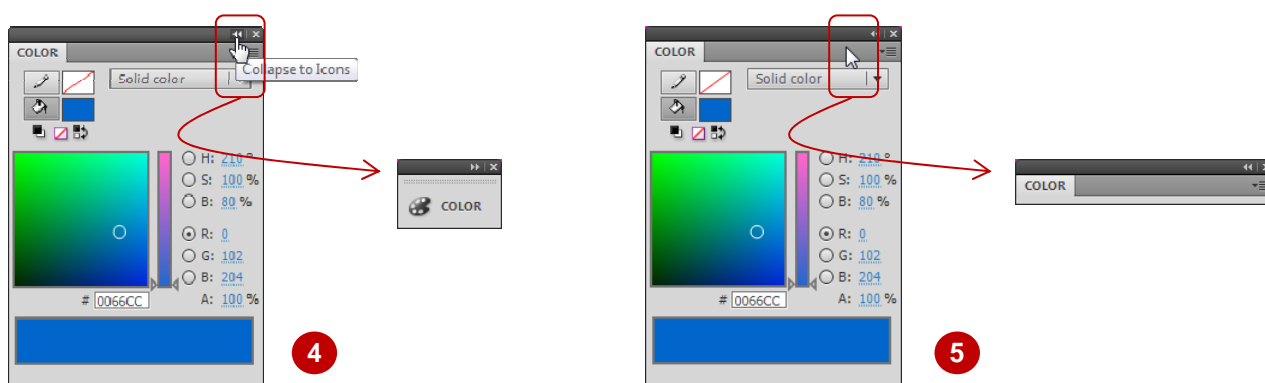 COLOR
Solid color
Collapse to Icons
H: 210 °
S: 100 %
B: 80 %
R: 0
G: 102
B: 204
# 0066CC
A: 100 %
4
COLOR
COLOR
Solid color
H: 210 °
S: 100 %
B: 80 %
R: 0
G: 102
B: 204
# 0066CC
A: 100 %
5
COLOR